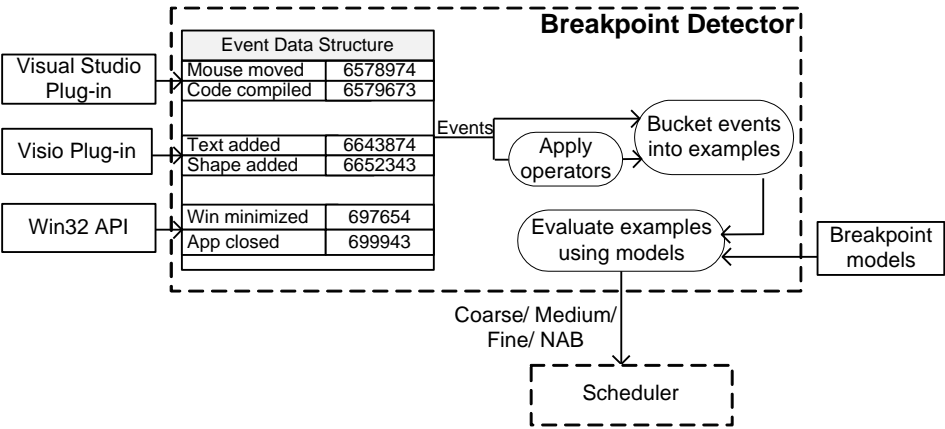 Breakpoint Detector
Event Data Structure
Mouse moved 6578974
Code compiled 6579673
Text added 6643874
Shape added 6652343
Win minimized 697654
App closed 699943
Visual Studio
Plug-in
Visio Plug-in
Win32 API
Events
Apply
operators
Bucket events
into examples
Evaluate examples
using models
Breakpoint
models
Coarse/ Medium/
Fine/ NAB
Scheduler